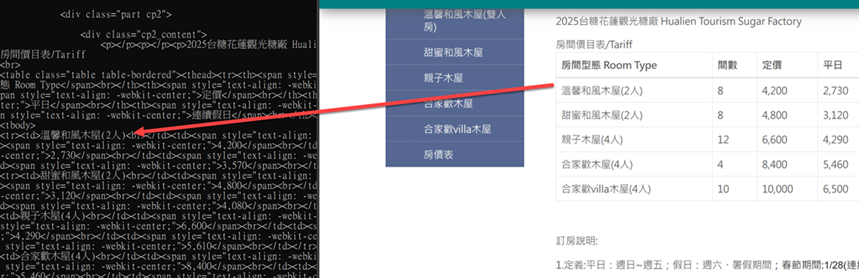 <div class="part cp2">
<div class="cp2_content">
<p></p><p></p><p>2025台糖花蓮觀光糖廠 Hual
房間價目表/Tariff
<br>
<table class="table table-bordered"><thead><tr><th><span style=
態 Room Type</span><br></th><th><span style="text-align: -webkit
-center;">定價</span><br></th><th><span style="text-align: -webkit-cen
ter;">平日</span><br></th><th><span style="text-align: -webkit-cen
;">連續假日</span><br></th>
<tbody>
<tr><td>溫馨和風木屋(2人)<br></td><td><span style="text-align:
-center;">4,200</span><br></td><td><span style="text-align: -webkit
;">2,730</span><br></td><td><span style="text-align: -we
bkit-center;">3,570</span><br></td>
<tr><td>甜蜜和風木屋(2人)<br></td><td><span style="text-align:
-center;">4,800</span><br></td><td><span style="text-align:
;">3,120</span><br></td><td><span style="text-align: -web
kit-center;">4,080</span><br></td>
<td>親子木屋(4人)<br></td><td><span style="text-align: -webkit-
center;">6,600</span><br></td><td><span style="text-align: -webkit
;">4,290</span><br></td><td><span style="text-align: -webkit-cent
style="text-align: -webkit-center;">5,610</span><br></td></tr>
<td>合家歡木屋(4人)<br></td><td><span style="text-align: -webkit
-center;">8,400</span><br></td><td><span style="text-align: -webk
溫馨和風木屋(雙人
房)
甜蜜和風木屋
親子木屋
合家歡木屋
合家歡villa木屋
房價表
2025台糖花蓮觀光糖廠 Hualien Tourism Sugar Factory
房間價目表/Tariff
房間型態 Room Type 間數 定價 平日
溫馨和風木屋(2人) 8 4,200 2,730
甜蜜和風木屋(2人) 8 4,800 3,120
親子木屋(4人) 12 6,600 4,290
合家歡木屋(4人) 4 8,400 5,460
合家歡villa木屋(4人) 10 10,000 6,500
訂房說明:
1.定義:平日：週日~週五；假日：週六、暑假期間；春節期間:1/28(連